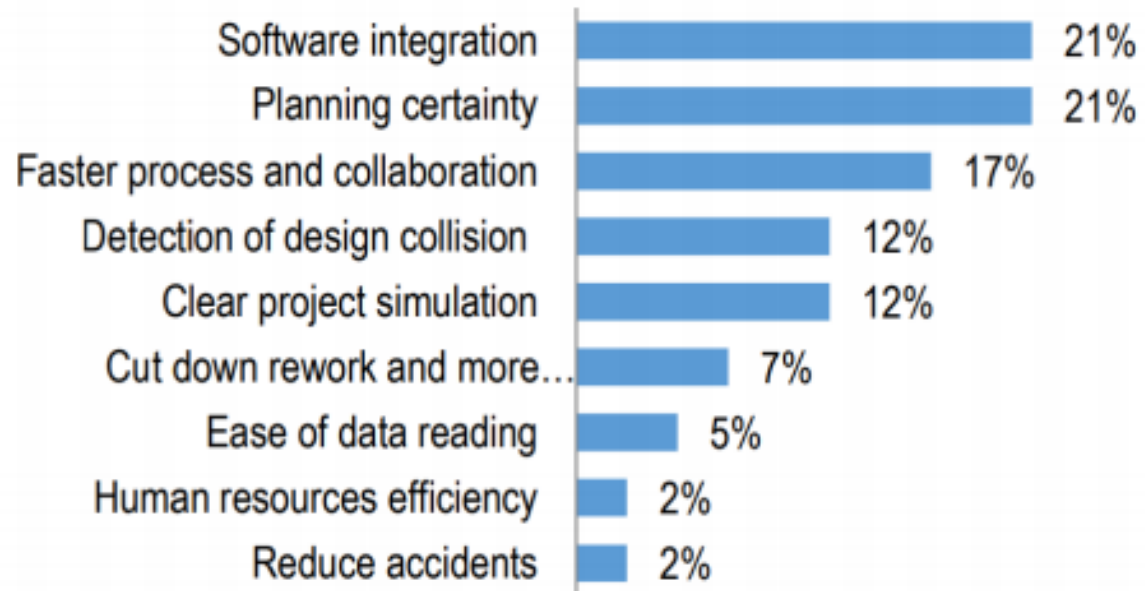 Software integration 21%
Planning certainty 21%
Faster process and collaboration 17%
Detection of design collision 12%
Clear project simulation 12%
Cut down rework and more… 7%
Ease of data reading 5%
Human resources efficiency 2%
Reduce accidents 2%